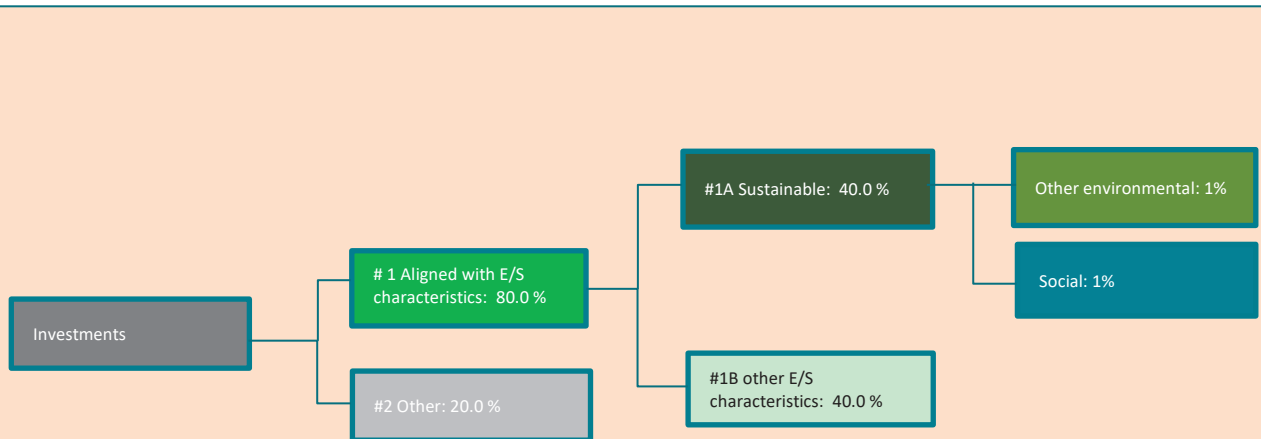 #1A Sustainable: 40.0 %
Other environmental: 1%
# 1 Aligned with E/S
characteristics: 80.0 %
Social: 1%
Investments
#1B other E/S
characteristics: 40.0 %
#2 Other: 20.0 %